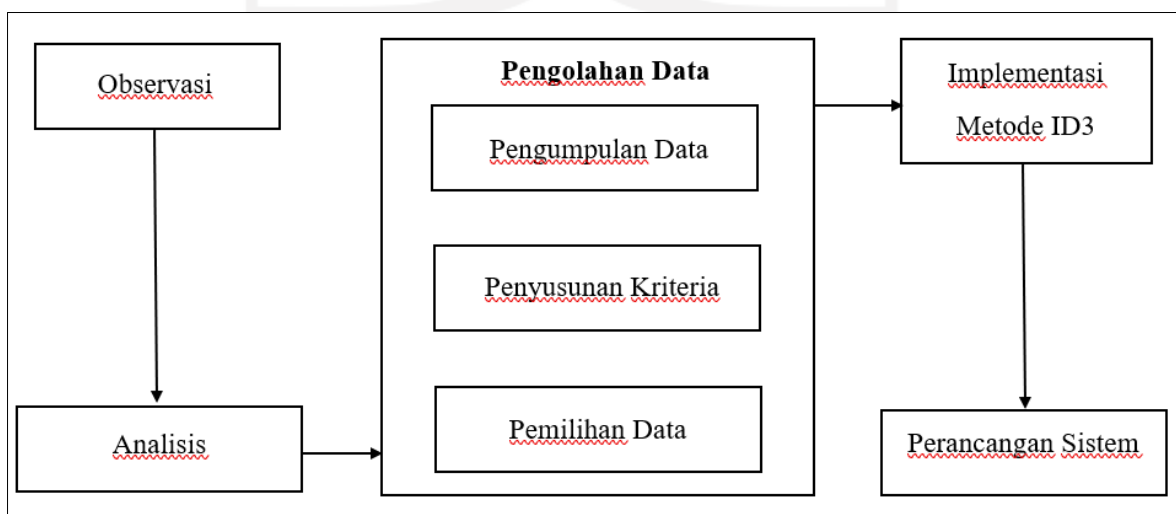 Observasi
Analisis
Pengolahan Data
Pengumpulan Data
Penyusunan Kriteria
Pemilihan Data
Implementasi
Metode ID3
Perancangan Sistem